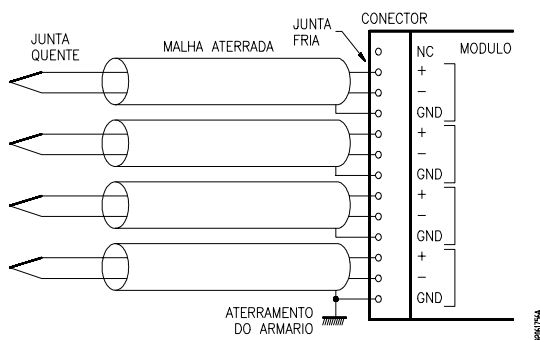 JUNTA
QUENTE
MALHA ATERRADA
JUNTA
FRIA
CONECTOR
NC
MODULO
+
−
GND
+
−
GND
+
−
GND
+
−
GND
ATERRAMENTO
DO ARMARIO